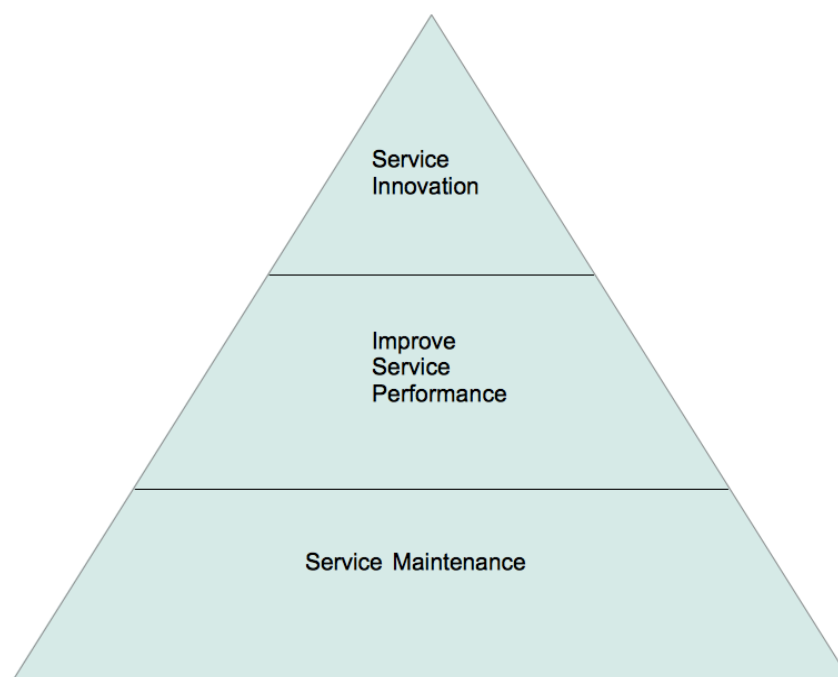 Service
Innovation
Improve
Service
Performance
Service Maintenance